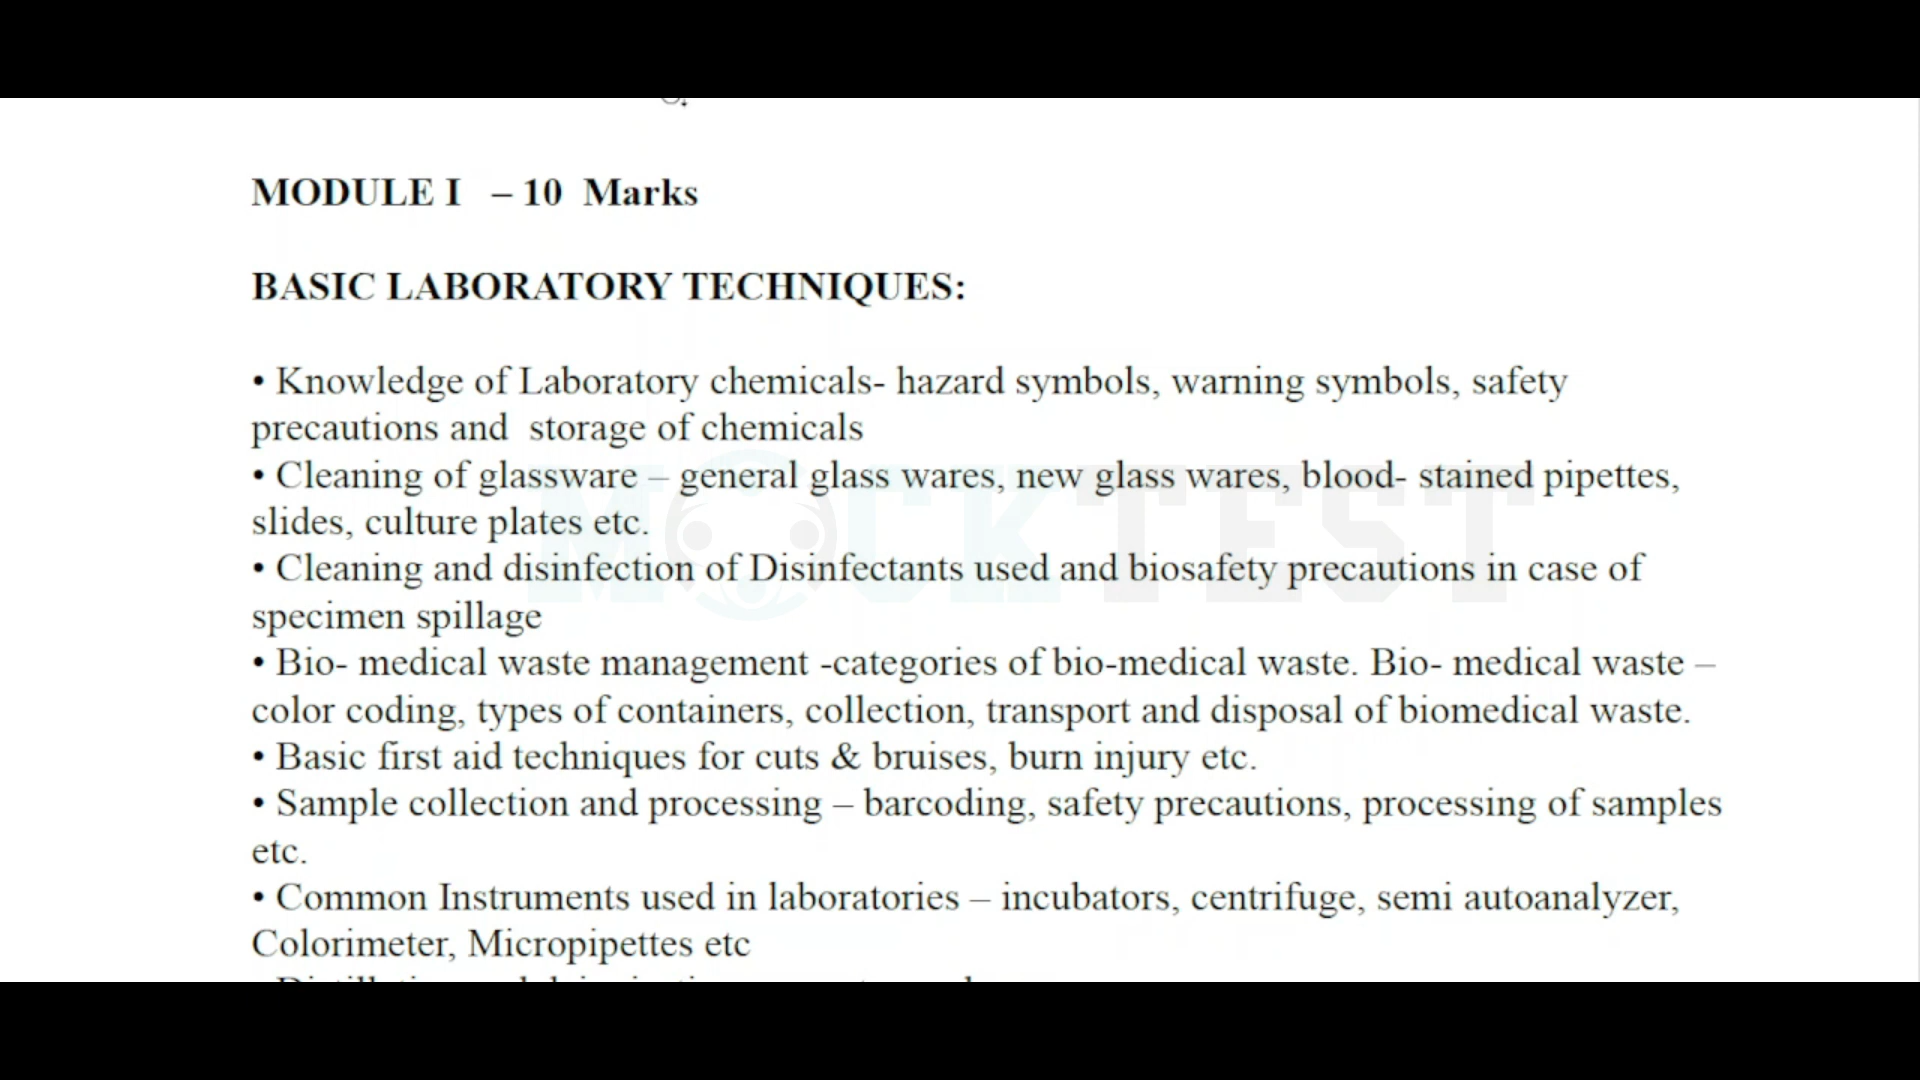 MODULE I – 10 Marks
BASIC LABORATORY TECHNIQUES:
• Knowledge of Laboratory chemicals- hazard symbols, warning symbols, safety
precautions and storage of chemicals
• Cleaning of glassware – general glass wares, new glass wares, blood- stained pipettes,
slides, culture plates etc.
• Cleaning and disinfection of Disinfectants used and biosafety precautions in case of
specimen spillage
• Bio- medical waste management -categories of bio-medical waste. Bio- medical waste –
color coding, types of containers, collection, transport and disposal of biomedical waste.
• Basic first aid techniques for cuts & bruises, burn injury etc.
• Sample collection and processing – barcoding, safety precautions, processing of samples
etc.
• Common Instruments used in laboratories – incubators, centrifuge, semi autoanalyzer,
Colorimeter, Micropipettes etc
MOCKTEST